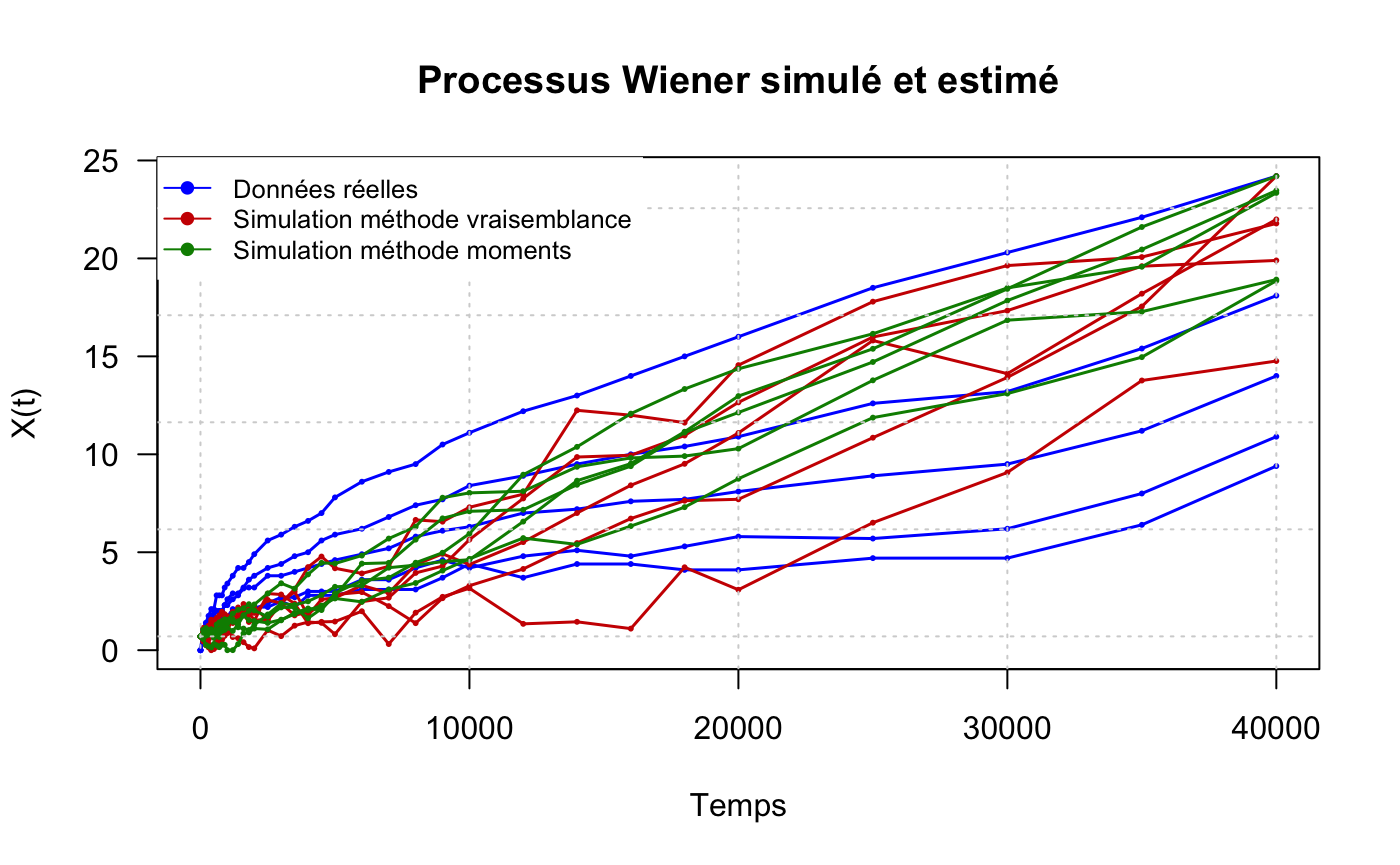 Processus Wiener simulé et estimé
Données réelles
Simulation méthode vraisemblance
Simulation méthode moments
X(t)
25
20
15
10
5
0
0 10000 20000 30000 40000
Temps